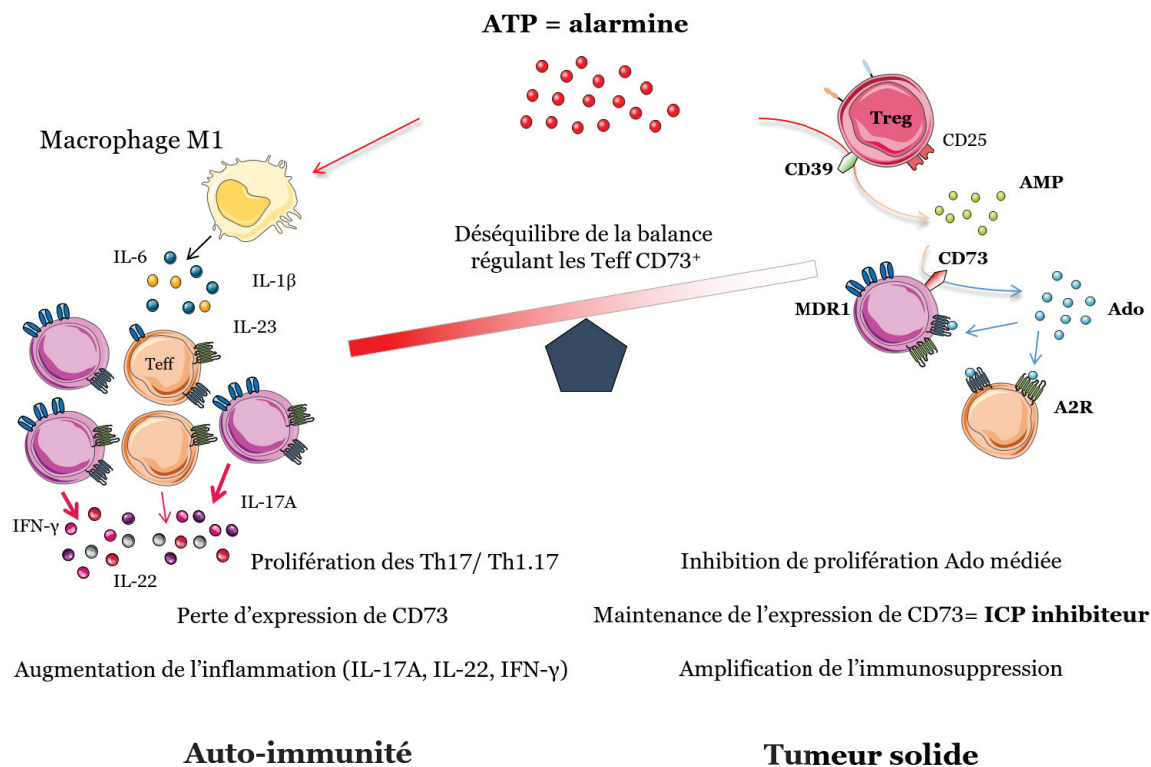 ATP = alarmine
Macrophage M1
Treg
CD25
CD39
AMP
IL-6
IL-1β
IL-23
Déséquilibre de la balance
régulant les Teff CD73⁺
CD73
MDR1
Ado
Teff
A2R
IL-17A
IFN-γ
IL-22
Prolifération des Th17/ Th1.17
Perte d’expression de CD73
Augmentation de l’inflammation (IL-17A, IL-22, IFN-γ)
Inhibition de prolifération Ado médiée
Maintenance de l’expression de CD73= ICP inhibiteur
Amplification de l’immunosuppression
Auto-immunité
Tumeur solide